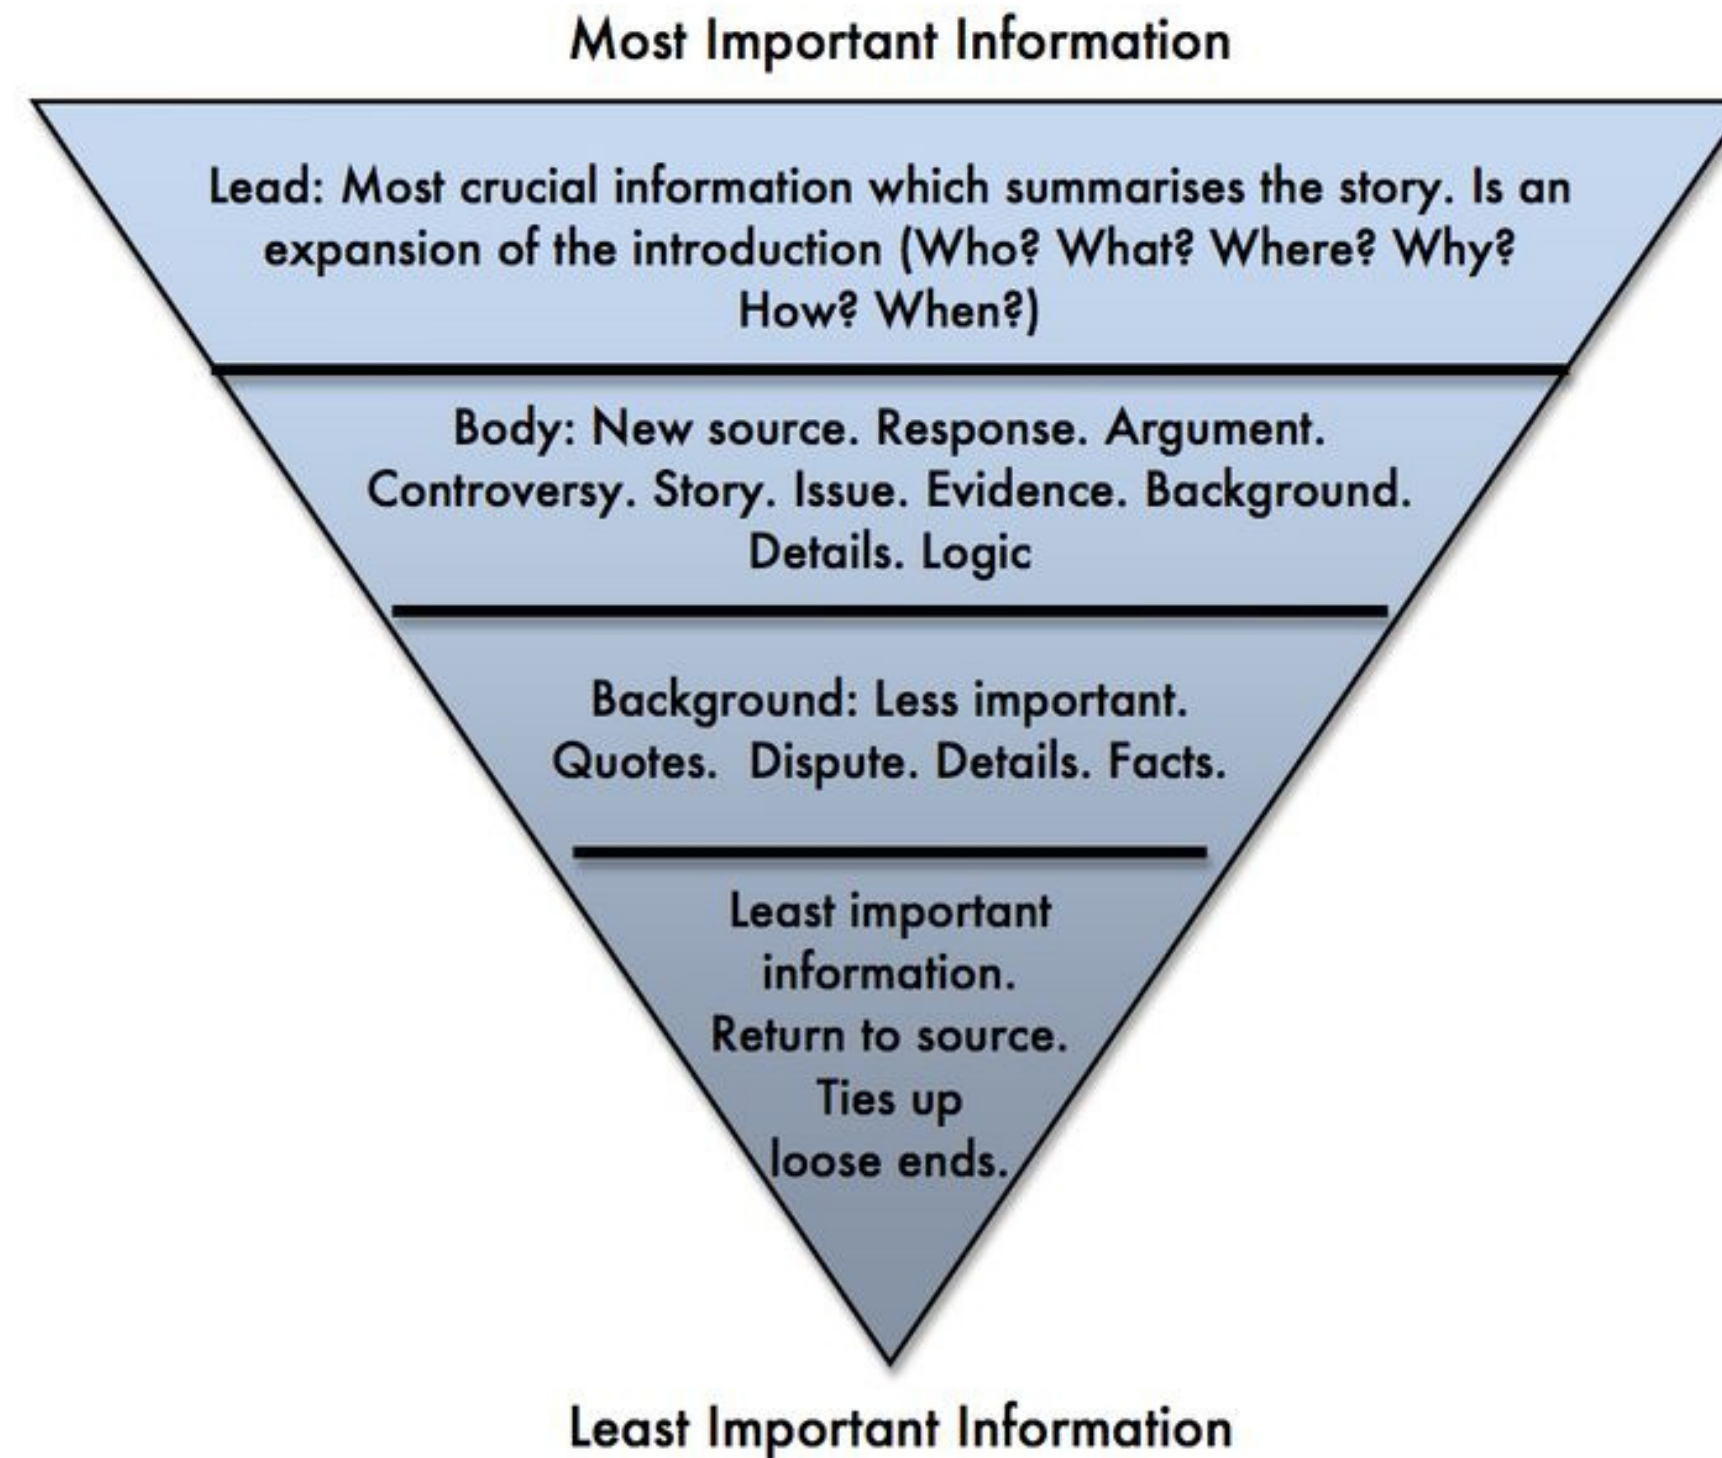 Most Important Information
Lead: Most crucial information which summarises the story. Is an
expansion of the introduction (Who? What? Where? Why?
How? When?)
Body: New source. Response. Argument.
Controversy. Story. Issue. Evidence. Background.
Details. Logic
Background: Less important.
Quotes.  Dispute. Details. Facts.
Least important
information.
Return to source.
Ties up
loose ends.
Least Important Information